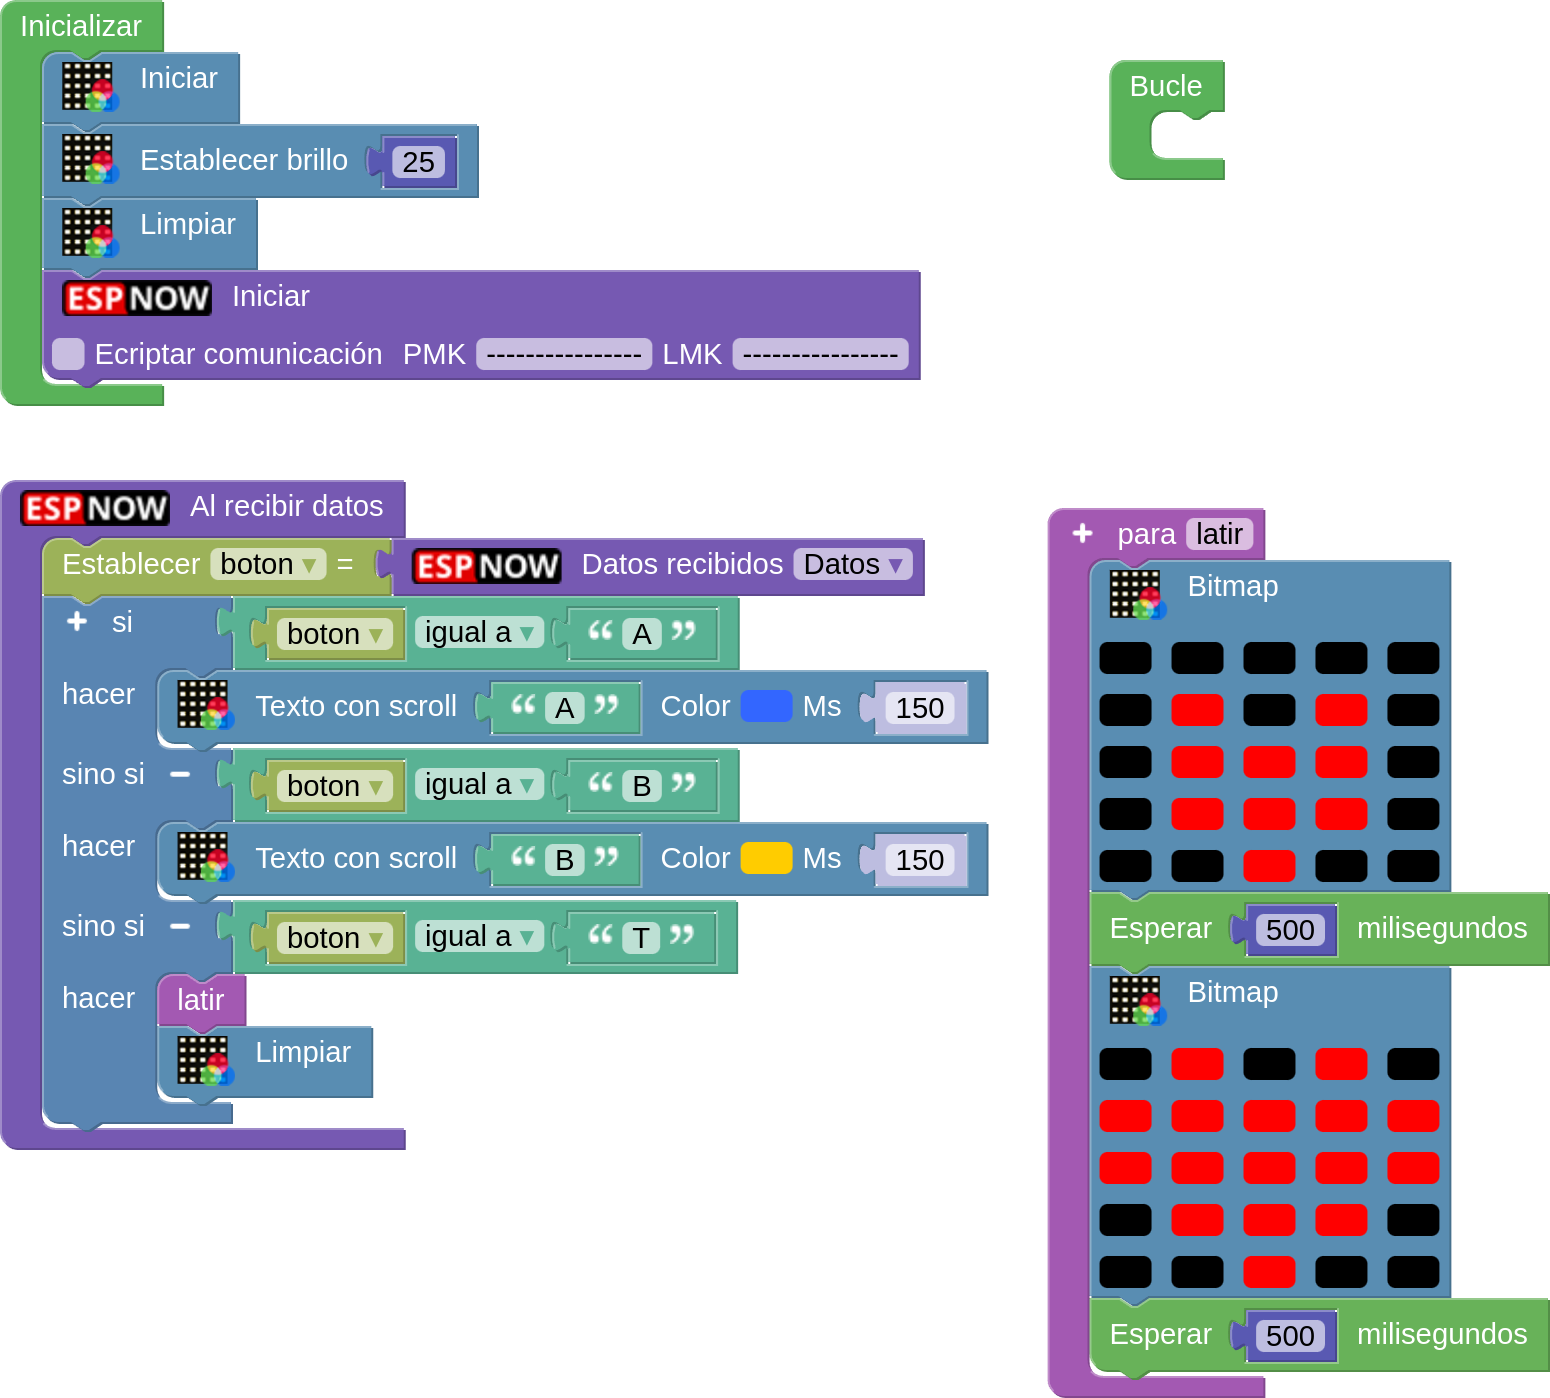 Inicializar
Iniciar
Establecer brillo 25
Limpiar
ESP NOW Iniciar
Ecriptar comunicación PMK ---------------- LMK ----------------
Bucle
ESP NOW Al recibir datos
Establecer boton ▾ = ESP NOW Datos recibidos Datos ▾
+ si boton ▾ igual a ▾ “ A ”
hacer Texto con scroll “ A ” Color Ms 150
sino si − boton ▾ igual a ▾ “ B ”
hacer Texto con scroll “ B ” Color Ms 150
sino si − boton ▾ igual a ▾ “ T ”
hacer latir
Limpiar
+ para latir
Bitmap
Esperar 500 milisegundos
Bitmap
Esperar 500 milisegundos